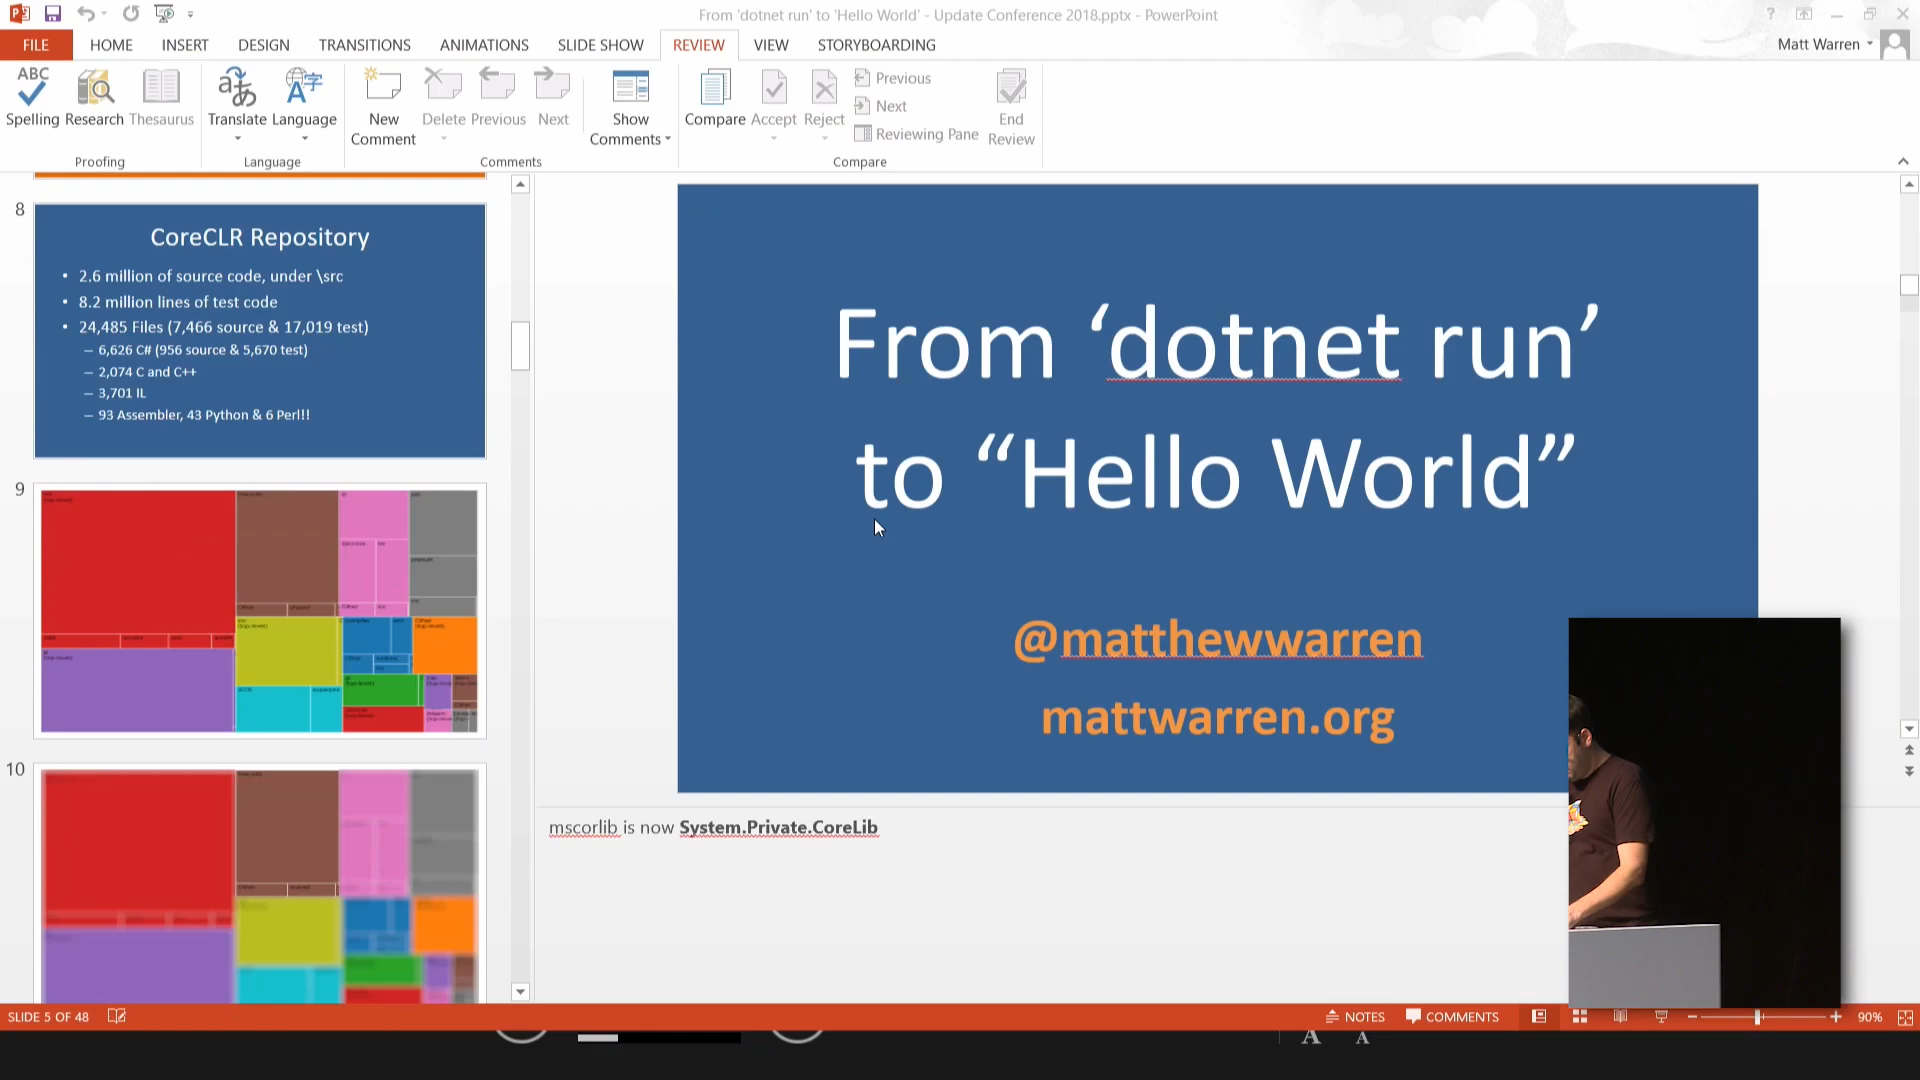 From 'dotnet run' to 'Hello World' - Update Conference 2018.pptx - PowerPoint
?
FILE
HOME
INSERT
DESIGN
TRANSITIONS
ANIMATIONS
SLIDE SHOW
REVIEW
VIEW
STORYBOARDING
Matt Warren
ABC
Spelling
Research
Thesaurus
Proofing
Translate
Language
Language
New
Comment
Delete
Previous
Next
Show
Comments
Comments
Compare
Accept
Reject
Previous
Next
Reviewing Pane
End
Review
Compare
8
CoreCLR Repository
• 2.6 million of source code, under \src
• 8.2 million lines of test code
• 24,485 Files (7,466 source & 17,019 test)
– 6,626 C# (956 source & 5,670 test)
– 2,074 C and C++
– 3,701 IL
– 93 Assembler, 43 Python & 6 Perl!!
9
10
From ‘dotnet run’
to “Hello World”
@matthewwarren
mattwarren.org
mscorlib is now System.Private.CoreLib
SLIDE 5 OF 48
NOTES
COMMENTS
90%
A A